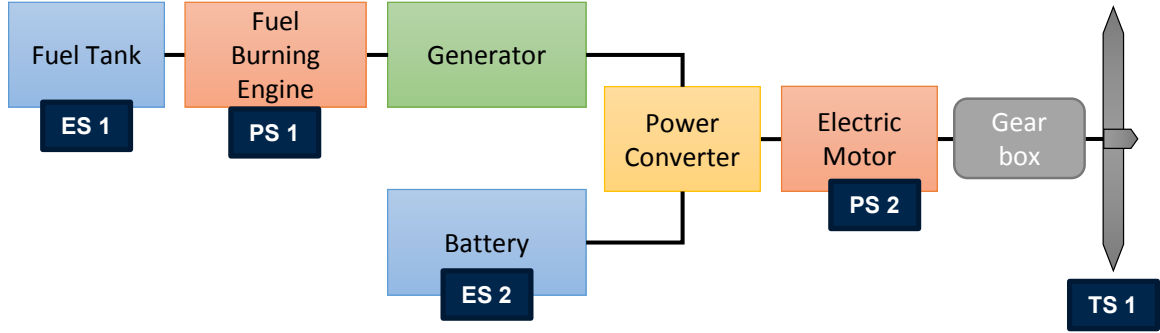 Fuel Tank
ES 1
Fuel
Burning
Engine
PS 1
Generator
Battery
ES 2
Power
Converter
Electric
Motor
PS 2
Gear
box
TS 1